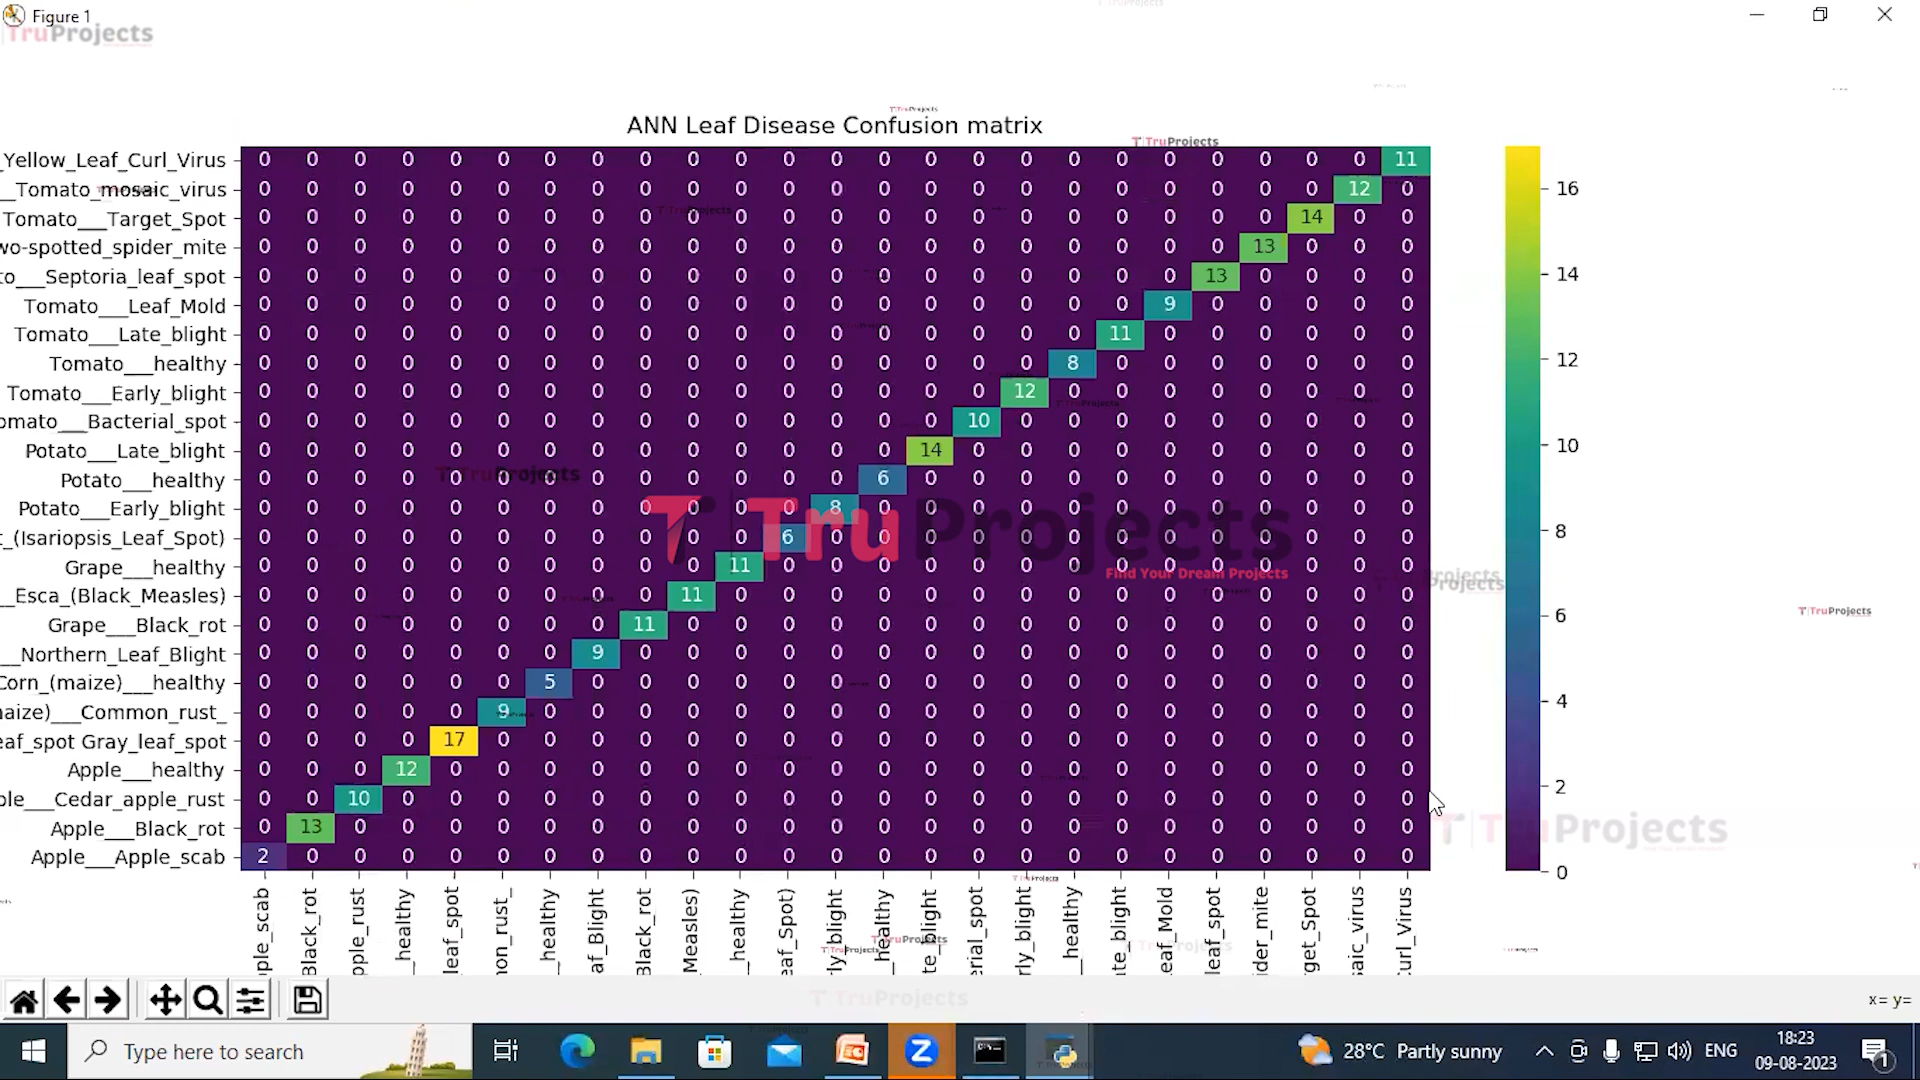 Figure 1
TruProjects
TruProjects
ANN Leaf Disease Confusion matrix
TruProjects
Yellow_Leaf_Curl_Virus 0 0 0 0 0 0 0 0 0 0 0 0 0 0 0 0 0 0 0 0 0 0 0 0 11
__Tomato_mosaic_virus 0 0 0 0 0 0 0 0 0 0 0 0 0 0 0 0 0 0 0 0 0 0 0 12 0
Tomato___Target_Spot 0 0 0 0 0 0 0 0 0 0 0 0 0 0 0 0 0 0 0 0 0 0 14 0 0
wo-spotted_spider_mite 0 0 0 0 0 0 0 0 0 0 0 0 0 0 0 0 0 0 0 0 0 13 0 0 0
to___Septoria_leaf_spot 0 0 0 0 0 0 0 0 0 0 0 0 0 0 0 0 0 0 0 0 13 0 0 0 0
Tomato___Leaf_Mold 0 0 0 0 0 0 0 0 0 0 0 0 0 0 0 0 0 0 0 9 0 0 0 0 0
Tomato___Late_blight 0 0 0 0 0 0 0 0 0 0 0 0 0 0 0 0 0 0 11 0 0 0 0 0 0
Tomato___healthy 0 0 0 0 0 0 0 0 0 0 0 0 0 0 0 0 0 8 0 0 0 0 0 0 0
Tomato___Early_blight 0 0 0 0 0 0 0 0 0 0 0 0 0 0 0 0 12 0 0 0 0 0 0 0 0
omato___Bacterial_spot 0 0 0 0 0 0 0 0 0 0 0 0 0 0 0 10 0 0 0 0 0 0 0 0 0
Potato___Late_blight 0 0 0 0 0 0 0 0 0 0 0 0 0 0 14 0 0 0 0 0 0 0 0 0 0
Potato___healthy 0 0 0 0 0 0 0 0 0 0 0 0 0 6 0 0 0 0 0 0 0 0 0 0 0
Potato___Early_blight 0 0 0 0 0 0 0 0 0 0 0 0 8 0 0 0 0 0 0 0 0 0 0 0 0
t_(Isariopsis_Leaf_Spot) 0 0 0 0 0 0 0 0 0 0 0 6 0 0 0 0 0 0 0 0 0 0 0 0 0
Grape___healthy 0 0 0 0 0 0 0 0 0 0 11 0 0 0 0 0 0 0 0 0 0 0 0 0 0
__Esca_(Black_Measles) 0 0 0 0 0 0 0 0 0 11 0 0 0 0 0 0 0 0 0 0 0 0 0 0 0
Grape___Black_rot 0 0 0 0 0 0 0 0 11 0 0 0 0 0 0 0 0 0 0 0 0 0 0 0 0
__Northern_Leaf_Blight 0 0 0 0 0 0 0 9 0 0 0 0 0 0 0 0 0 0 0 0 0 0 0 0 0
Corn_(maize)___healthy 0 0 0 0 0 0 5 0 0 0 0 0 0 0 0 0 0 0 0 0 0 0 0 0 0
naize)___Common_rust_ 0 0 0 0 0 9 0 0 0 0 0 0 0 0 0 0 0 0 0 0 0 0 0 0 0
eaf_spot Gray_leaf_spot 0 0 0 0 17 0 0 0 0 0 0 0 0 0 0 0 0 0 0 0 0 0 0 0 0
Apple___healthy 0 0 0 12 0 0 0 0 0 0 0 0 0 0 0 0 0 0 0 0 0 0 0 0 0
ple___Cedar_apple_rust 0 0 10 0 0 0 0 0 0 0 0 0 0 0 0 0 0 0 0 0 0 0 0 0 0
Apple___Black_rot 0 13 0 0 0 0 0 0 0 0 0 0 0 0 0 0 0 0 0 0 0 0 0 0 0
Apple___Apple_scab 2 0 0 0 0 0 0 0 0 0 0 0 0 0 0 0 0 0 0 0 0 0 0 0 0
TruProjects
Find Your Dream Projects
TruProjects
TruProjects
TruProjects
16
14
12
10
8
6
4
2
0
ple_scab
Black_rot
pple_rust
_healthy
leaf_spot
non_rust_
_healthy
af_Blight
Black_rot
Measles)
_healthy
eaf_Spot)
rly_blight
_healthy
te_blight
erial_spot
rly_blight
_healthy
te_blight
eaf_Mold
leaf_spot
ider_mite
get_Spot
saic_virus
Curl_Virus
TruProjects
x= y=
Type here to search
28°C Partly sunny
ENG
18:23
09-08-2023
1